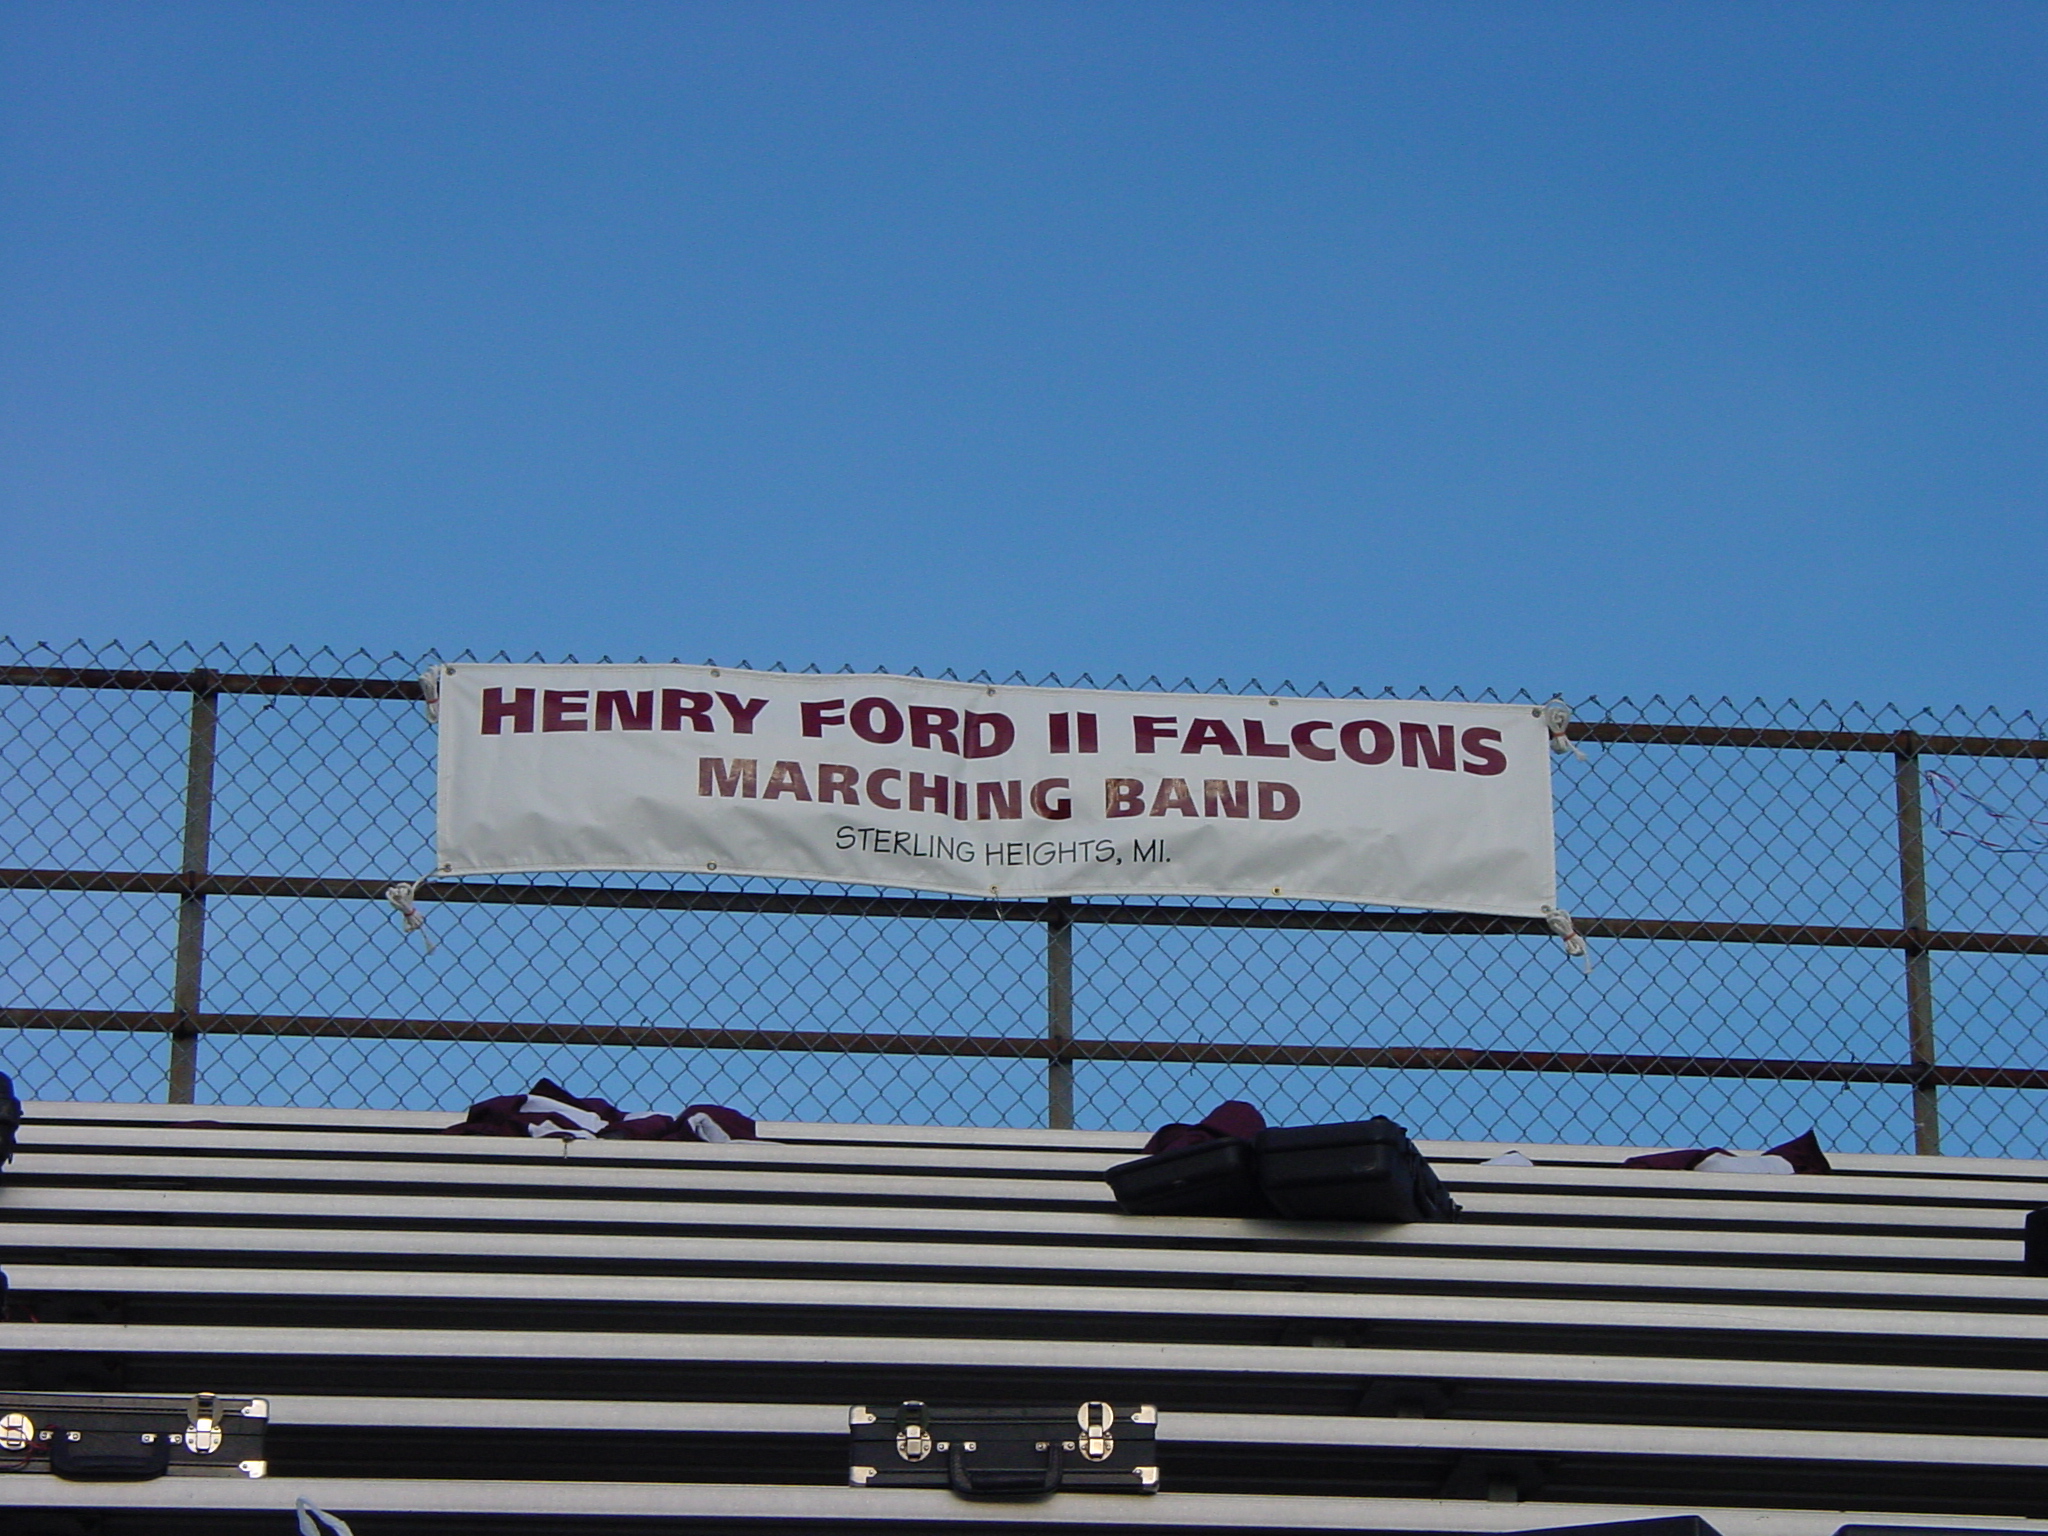 HENRY FORD II FALCONS
MARCHING BAND
STERLING HEIGHTS, MI.